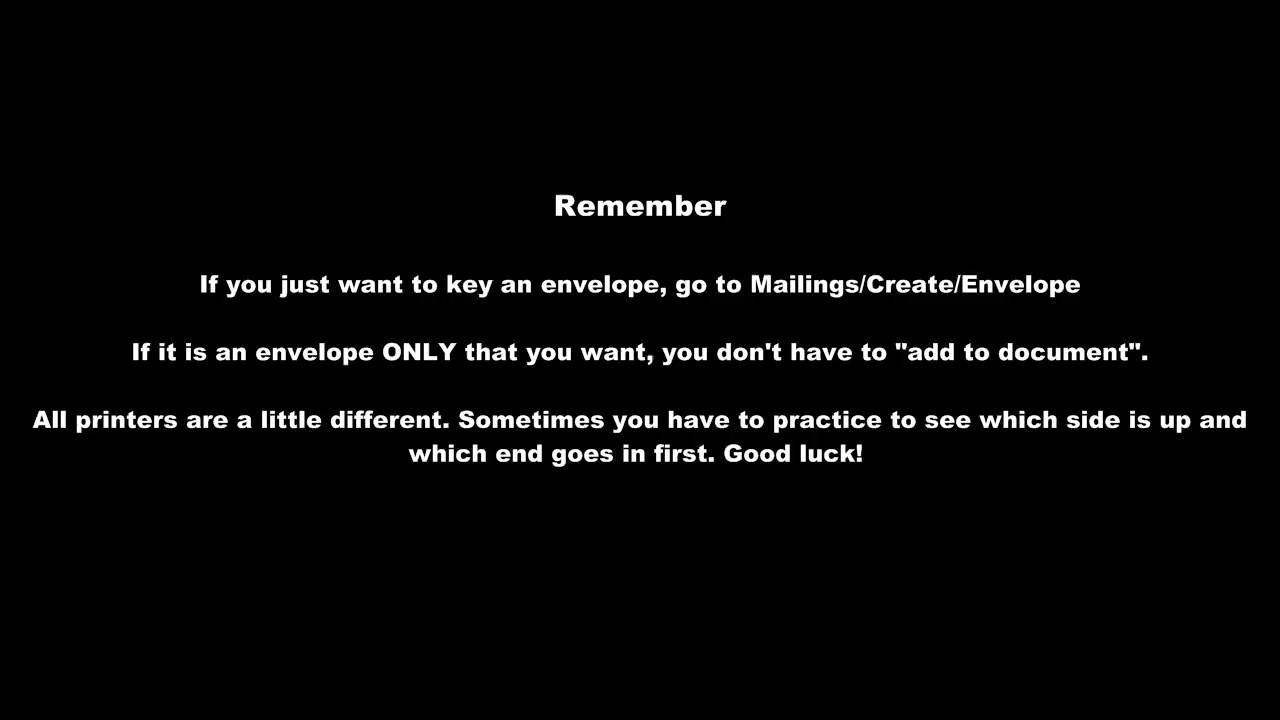 Remember
If you just want to key an envelope, go to Mailings/Create/Envelope
If it is an envelope ONLY that you want, you don't have to "add to document".
All printers are a little different. Sometimes you have to practice to see which side is up and
which end goes in first. Good luck!